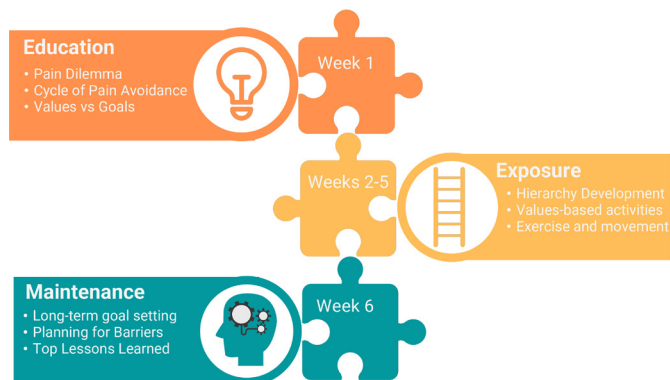 Education
• Pain Dilemma
• Cycle of Pain Avoidance
• Values vs Goals
Week 1
Weeks 2-5
Exposure
• Hierarchy Development
• Values-based activities
• Exercise and movement
Maintenance
• Long-term goal setting
• Planning for Barriers
• Top Lessons Learned
Week 6